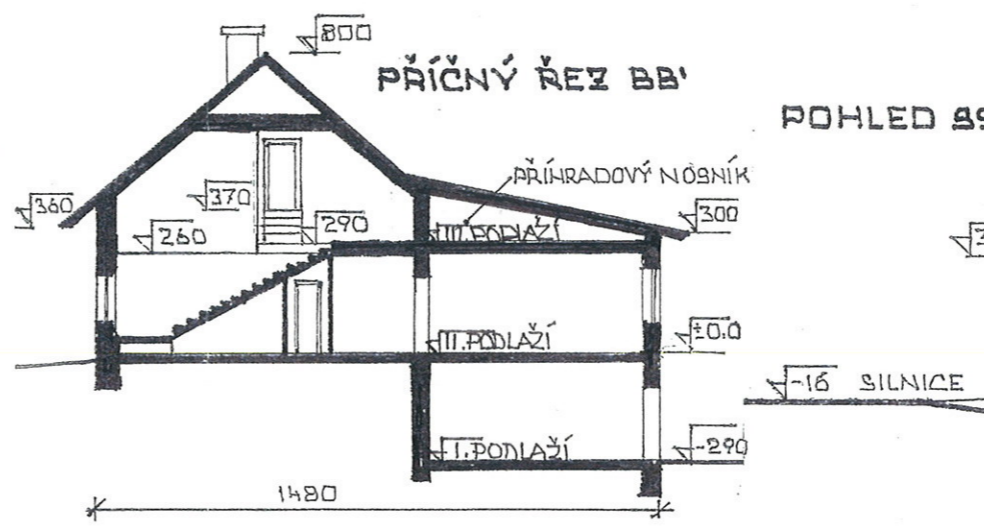 800
PŘÍČNÝ ŘEZ BB'
POHLED SS
PŘÍHRADOVÝ NOSNÍK
360
370
260
290
III. PODLAŽÍ
300
II. PODLAŽÍ
±0.0
-16 SILNICE
I. PODLAŽÍ
-290
1480